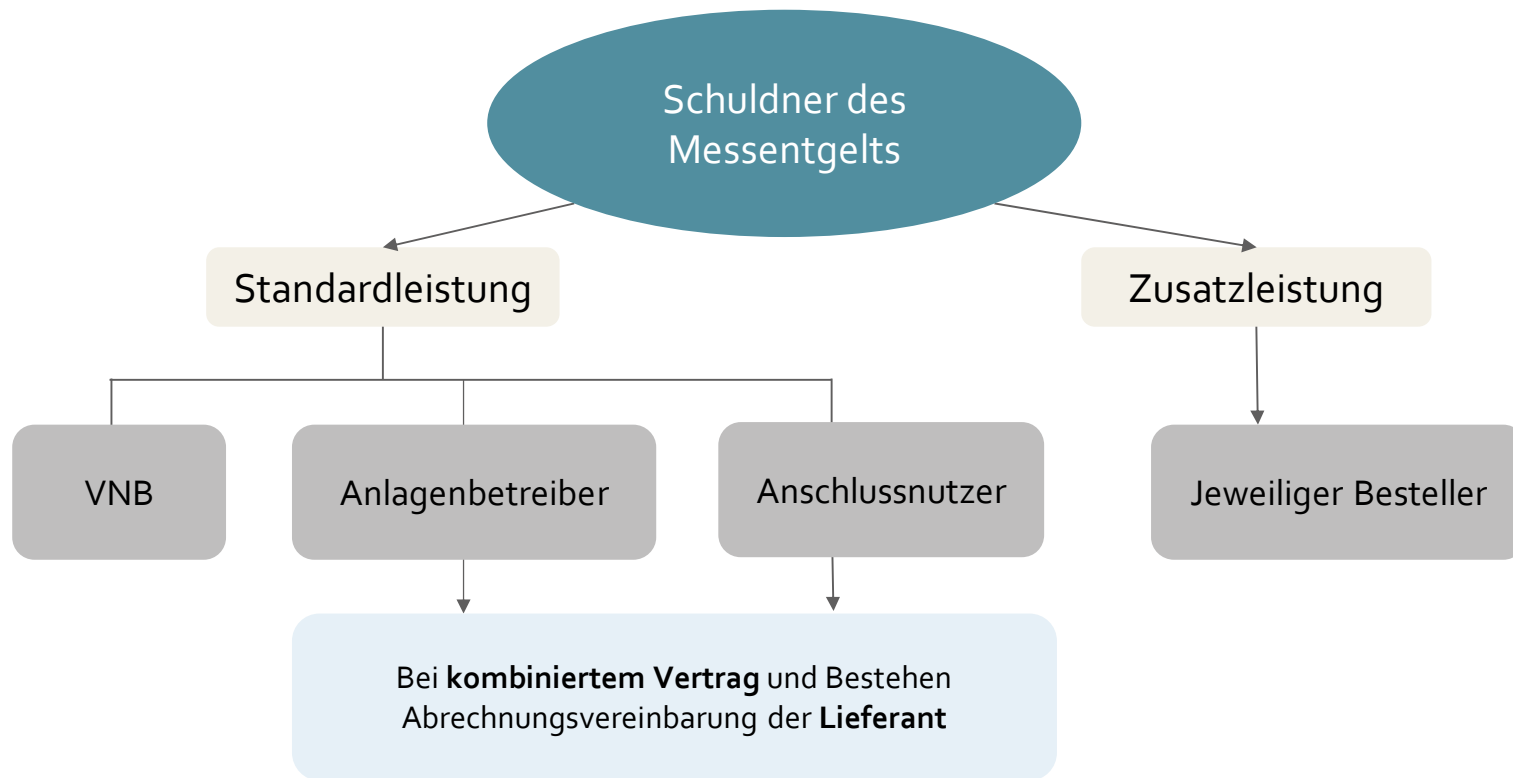 Schuldner des
Messentgelts
Standardleistung
Zusatzleistung
VNB
Anlagenbetreiber
Anschlussnutzer
Jeweiliger Besteller
Bei kombiniertem Vertrag und Bestehen
Abrechnungsvereinbarung der Lieferant